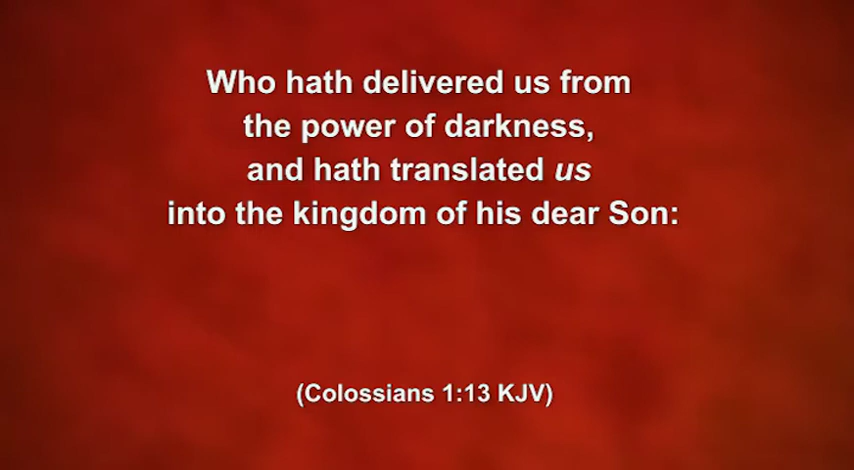 Who hath delivered us from
the power of darkness,
and hath translated us
into the kingdom of his dear Son:
(Colossians 1:13 KJV)